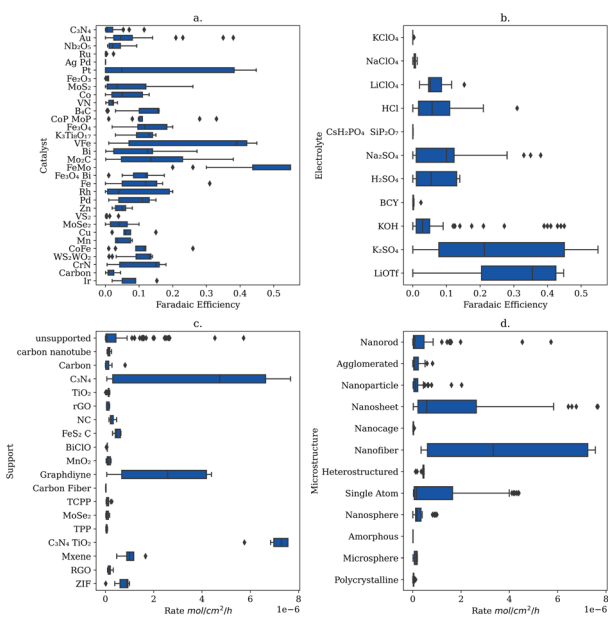 a.
Catalyst
C₃N₄
Au
Nb₂O₅
Ru
Ag Pd
Pt
Fe₂O₃
MoS₂
Co
VN
B₄C
CoP MoP
Fe₃O₄
K₃Ti₈O₁₇
VFe
Bi
Mo₂C
FeMo
Fe₃O₄ Bi
Fe
Rh
Pd
Zn
VS₂
MoSe₂
Cu
Mn
CoFe
WS₂WO₂
CrN
Carbon
Ir
0.0 0.1 0.2 0.3 0.4 0.5
Faradaic Efficiency
b.
Electrolyte
KClO₄
NaClO₄
LiClO₄
HCl
CsH₂PO₄ SiP₂O₇
Na₂SO₄
H₂SO₄
BCY
KOH
K₂SO₄
LiOTf
0.0 0.1 0.2 0.3 0.4 0.5
Faradaic Efficiency
c.
Support
unsupported
carbon nanotube
Carbon
C₃N₄
TiO₂
rGO
NC
FeS₂ C
BiClO
MnO₂
Graphdiyne
Carbon Fiber
TCPP
MoSe₂
TPP
C₃N₄ TiO₂
Mxene
RGO
ZIF
0 2 4 6 8
1e−6
Rate mol/cm²/h
d.
Microstructure
Nanorod
Agglomerated
Nanoparticle
Nanosheet
Nanocage
Nanofiber
Heterostructured
Single Atom
Nanosphere
Amorphous
Microsphere
Polycrystalline
0 2 4 6 8
1e−6
Rate mol/cm²/h